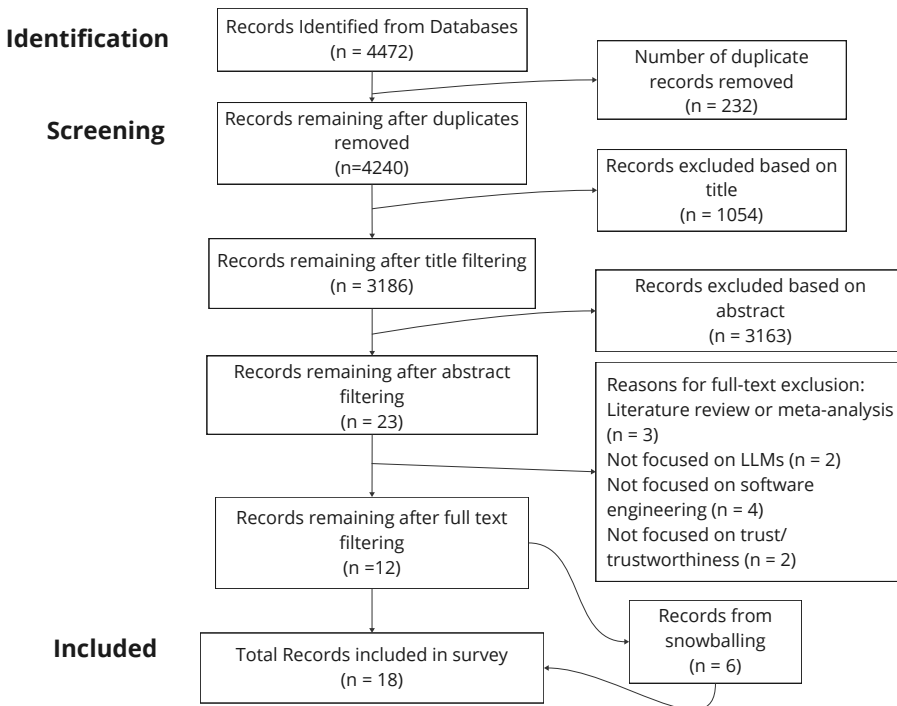 Identification
Records Identified from Databases
(n = 4472)
Number of duplicate
records removed
(n = 232)
Screening
Records remaining after duplicates
removed
(n=4240)
Records excluded based on
title
(n = 1054)
Records remaining after title filtering
(n = 3186)
Records excluded based on
abstract
(n = 3163)
Records remaining after abstract
filtering
(n = 23)
Reasons for full-text exclusion:
Literature review or meta-analysis
(n = 3)
Not focused on LLMs (n = 2)
Not focused on software
engineering (n = 4)
Not focused on trust/
trustworthiness (n = 2)
Records remaining after full text
filtering
(n =12)
Records from
snowballing
(n = 6)
Included
Total Records included in survey
(n = 18)